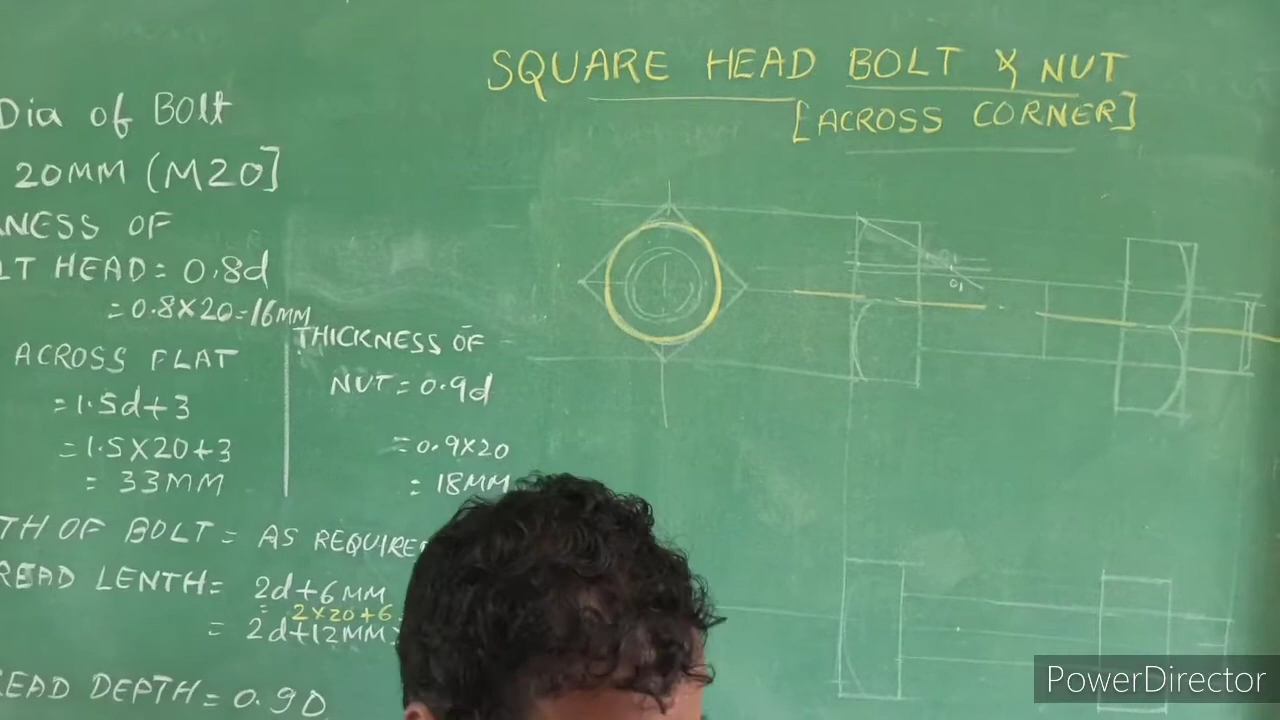 SQUARE HEAD BOLT & NUT
[ACROSS CORNER]
Dia of Bolt
20MM (M20]
NESS OF
LT HEAD = 0.8d
= 0.8X20=16MM
ACROSS FLAT
=1.5d+3
=1.5X20+3
= 33MM
THICKNESS OF
NUT = 0.9d
=0.9X20
= 18MM
TH OF BOLT = AS REQUIRE
READ LENTH= 2d+6MM
= 2X20+6
= 2d+12MM
EAD DEPTH = 0.9D
PowerDirector